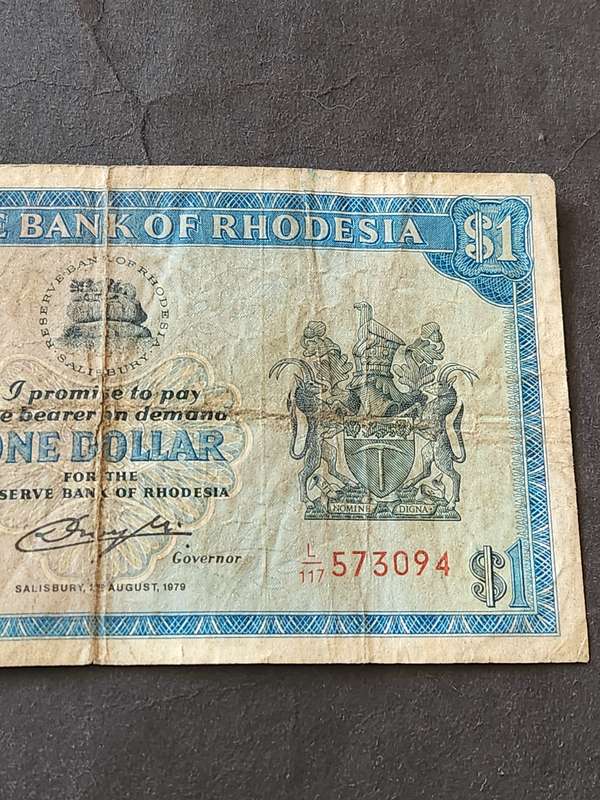 E BANK OF RHODESIA
$1
RESERVE·BANK·OF RHODESIA·
SALISBURY·
I promise to pay
e bearer on demand
ONE DOLLAR
FOR THE
SERVE BANK OF RHODESIA
NOMINE DIGNA
Governor
L/117 573094
$1
SALISBURY, AUGUST, 1979